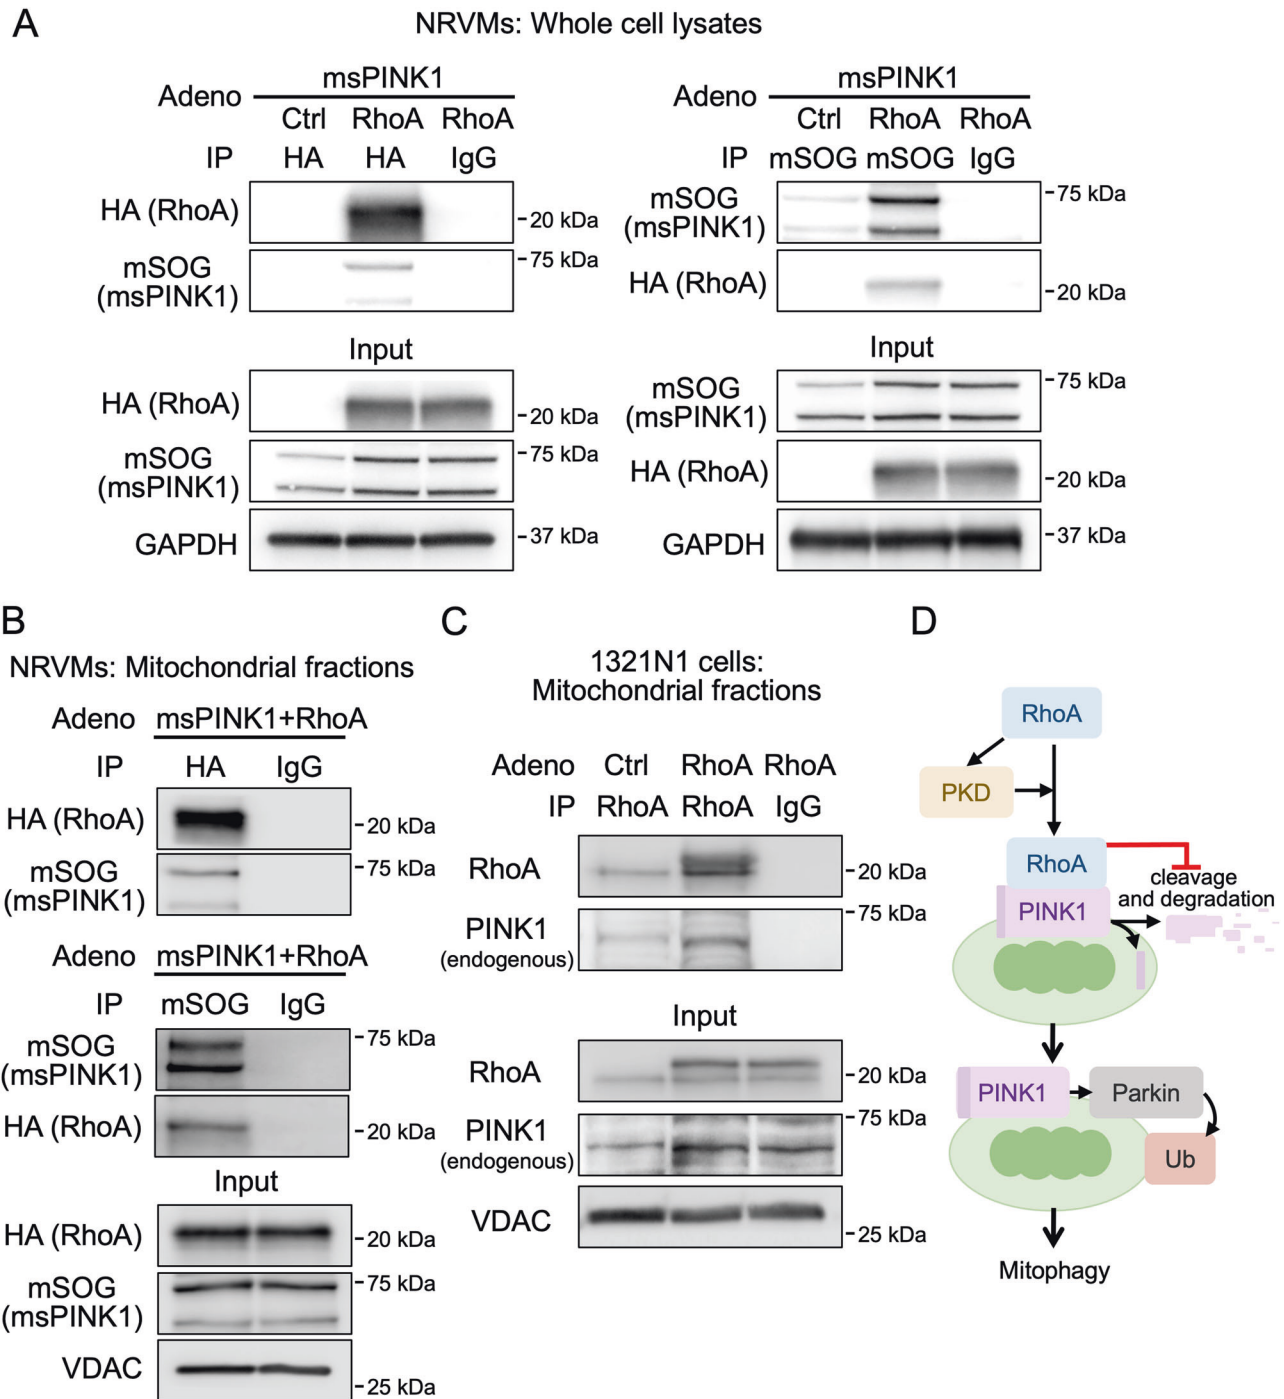 A
NRVMs: Whole cell lysates
msPINK1
Adeno
Ctrl RhoA RhoA
IP HA HA IgG
HA (RhoA)
20 kDa
mSOG
(msPINK1)
75 kDa
Input
HA (RhoA)
20 kDa
mSOG
(msPINK1)
75 kDa
GAPDH
37 kDa
msPINK1
Adeno
Ctrl RhoA RhoA
IP mSOG mSOG IgG
mSOG
(msPINK1)
75 kDa
HA (RhoA)
20 kDa
Input
mSOG
(msPINK1)
75 kDa
HA (RhoA)
20 kDa
GAPDH
37 kDa
B
NRVMs: Mitochondrial fractions
Adeno msPINK1+RhoA
IP HA IgG
HA (RhoA)
20 kDa
mSOG
(msPINK1)
75 kDa
Adeno msPINK1+RhoA
IP mSOG IgG
mSOG
(msPINK1)
75 kDa
HA (RhoA)
20 kDa
Input
HA (RhoA)
20 kDa
mSOG
(msPINK1)
75 kDa
VDAC
25 kDa
C
1321N1 cells:
Mitochondrial fractions
Adeno Ctrl RhoA RhoA
IP RhoA RhoA IgG
RhoA
20 kDa
PINK1
(endogenous)
75 kDa
Input
RhoA
20 kDa
PINK1
(endogenous)
75 kDa
VDAC
25 kDa
D
RhoA
PKD
RhoA
PINK1
cleavage
and degradation
PINK1
Parkin
Ub
Mitophagy